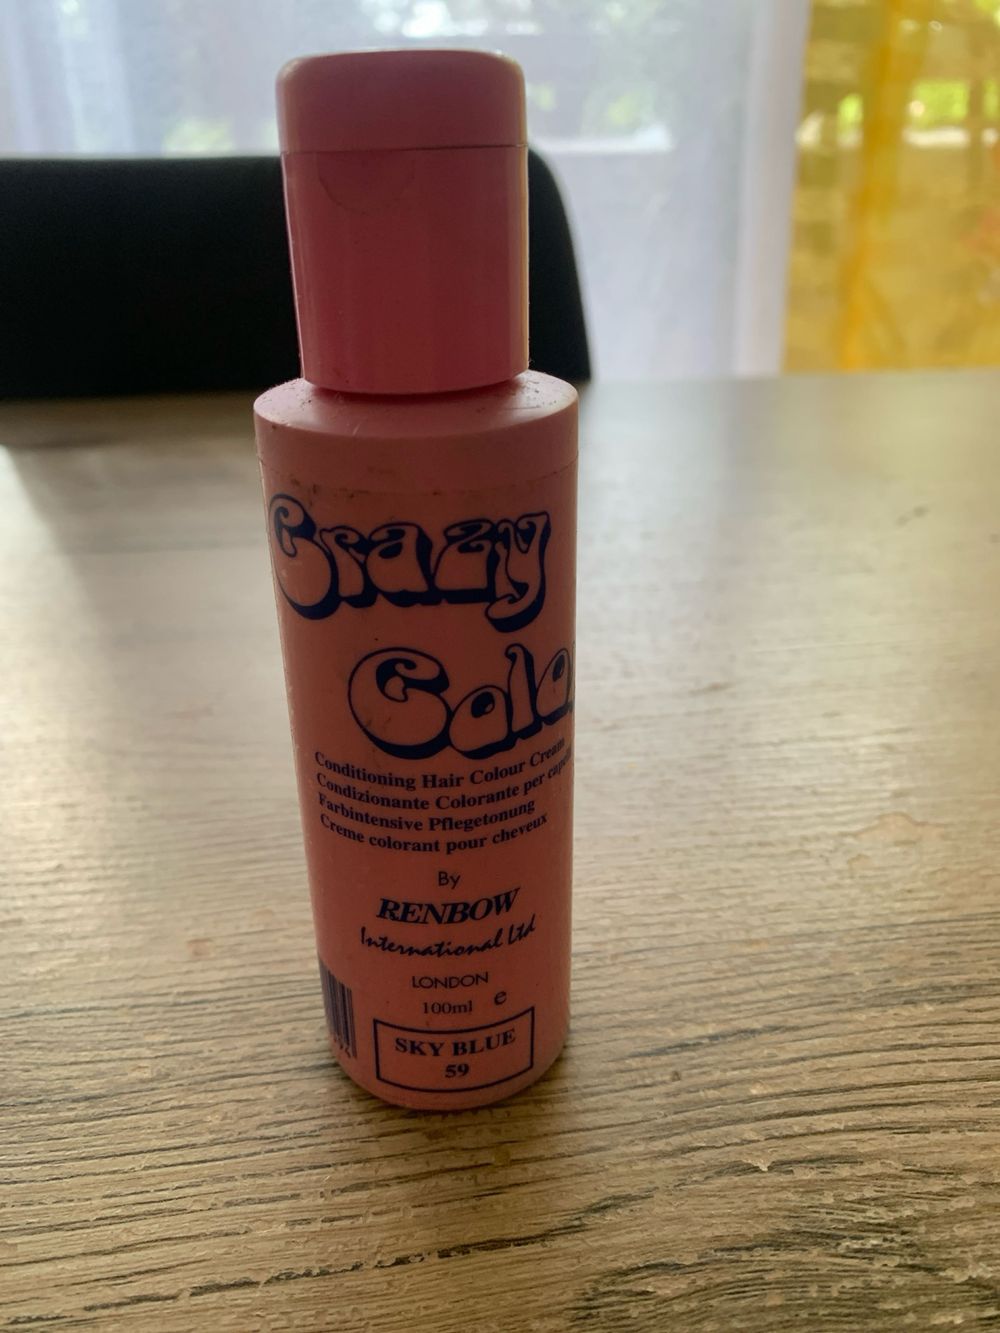 Crazy
Colo
Conditioning Hair Colour Cream
Condizionante Colorante per
Farbintensive Pflegetonung
Creme colorant pour cheveux
By
RENBOW
International Ltd
LONDON
100ml e
SKY BLUE
59